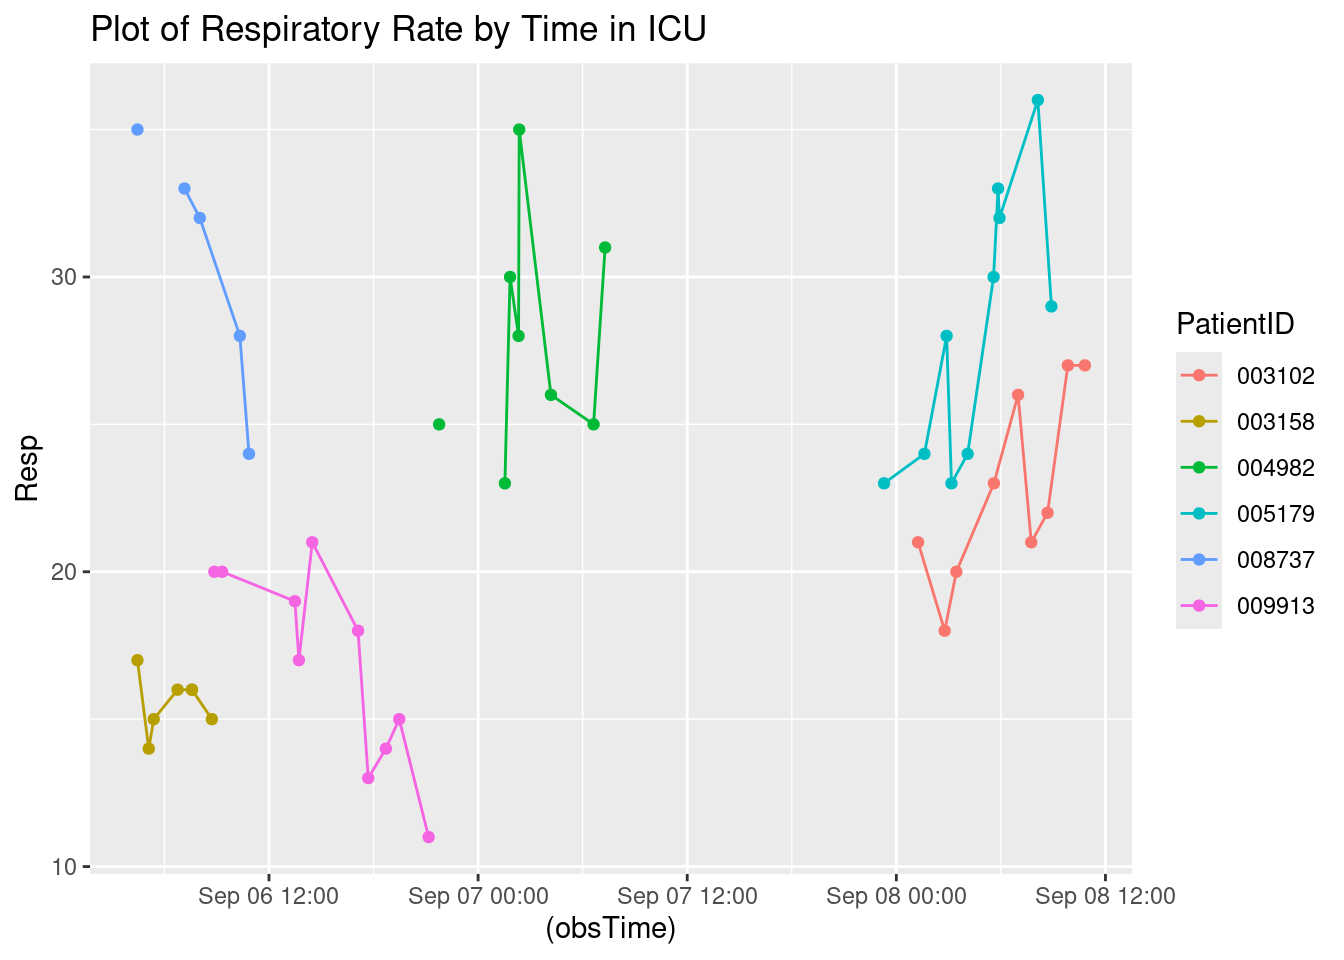 Plot of Respiratory Rate by Time in ICU
Resp
30
20
10
Sep 06 12:00
Sep 07 00:00
Sep 07 12:00
Sep 08 00:00
Sep 08 12:00
(obsTime)
PatientID
003102
003158
004982
005179
008737
009913